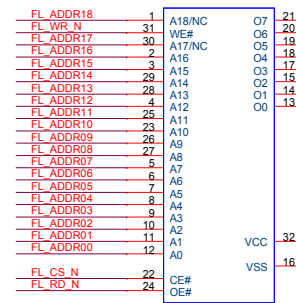 FL_ADDR18 1 A18/NC O7 21
FL_WR_N 31 WE# O6 20
FL_ADDR17 30 A17/NC O5 19
FL_ADDR16 2 A16 O4 18
FL_ADDR15 3 A15 O3 17
FL_ADDR14 29 A14 O2 15
FL_ADDR13 28 A13 O1 14
FL_ADDR12 4 A12 O0 13
FL_ADDR11 25 A11
FL_ADDR10 23 A10
FL_ADDR09 26 A9
FL_ADDR08 27 A8
FL_ADDR07 5 A7
FL_ADDR06 6 A6
FL_ADDR05 7 A5
FL_ADDR04 8 A4
FL_ADDR03 9 A3
FL_ADDR02 10 A2
FL_ADDR01 11 A1 VCC 32
FL_ADDR00 12 A0
VSS 16
FL_CS_N 22 CE#
FL_RD_N 24 OE#